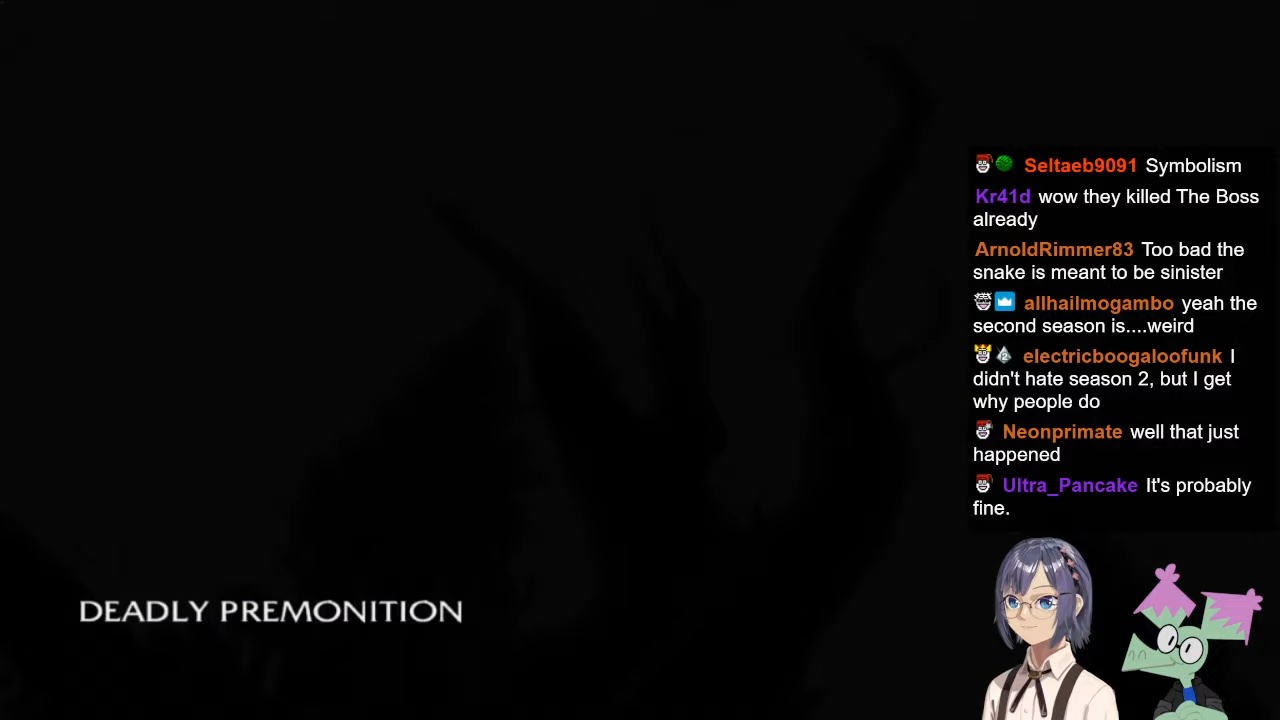 Seltaeb9091 Symbolism
Kr41d wow they killed The Boss
already
ArnoldRimmer83 Too bad the
snake is meant to be sinister
allhailmogambo yeah the
second season is....weird
electricboogaloofunk I
didn't hate season 2, but I get
why people do
Neonprimate well that just
happened
Ultra_Pancake It's probably
fine.
DEADLY PREMONITION